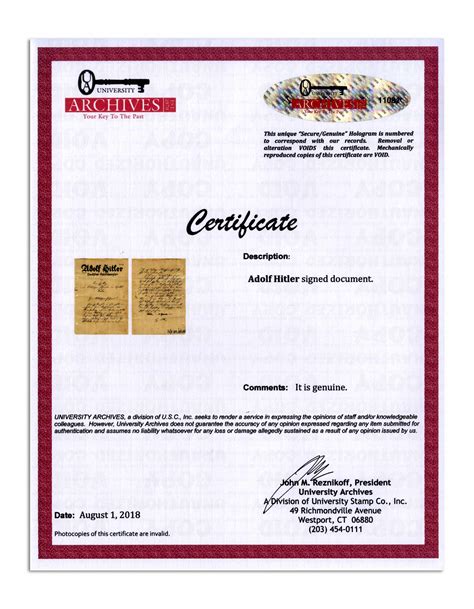 UNIVERSITY
ARCHIVES
Your Key To The Past
ARCHIVES
This unique "Secure/Genuine" Hologram is numbered
to correspond with our records. Removal or
alteration VOIDS this certificate. Mechanically
reproduced copies of this certificate are VOID.
Certificate
Description:
Adolf Hitler signed document.
Adolf Hitler
Comments: It is genuine.
UNIVERSITY ARCHIVES, a division of U.S.C., Inc. seeks to render a service in expressing the opinions of staff and/or knowledgeable
colleagues. However, University Archives does not guarantee the accuracy of any opinion expressed regarding any item submitted for
authentication and assumes no liability whatsoever for any loss or damage allegedly sustained as a result of any opinion issued by us.
John M. Reznikoff, President
University Archives
A Division of University Stamp Co., Inc.
49 Richmondville Avenue
Westport, CT 06880
(203) 454-0111
Date: August 1, 2018
Photocopies of this certificate are invalid.